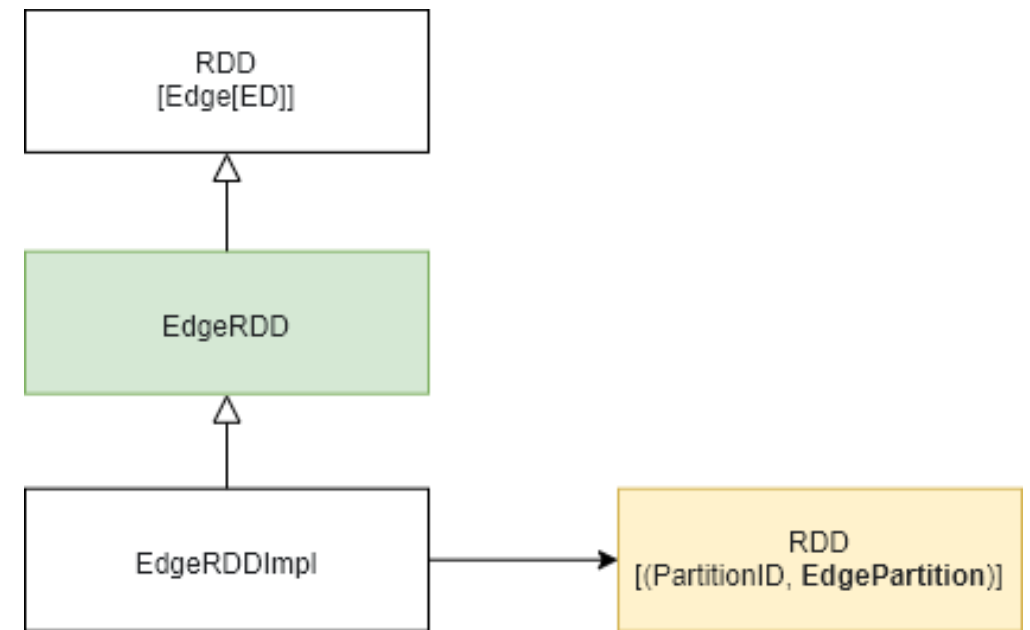 RDD
[Edge[ED]]
EdgeRDD
EdgeRDDImpl
RDD
[(PartitionID, EdgePartition)]